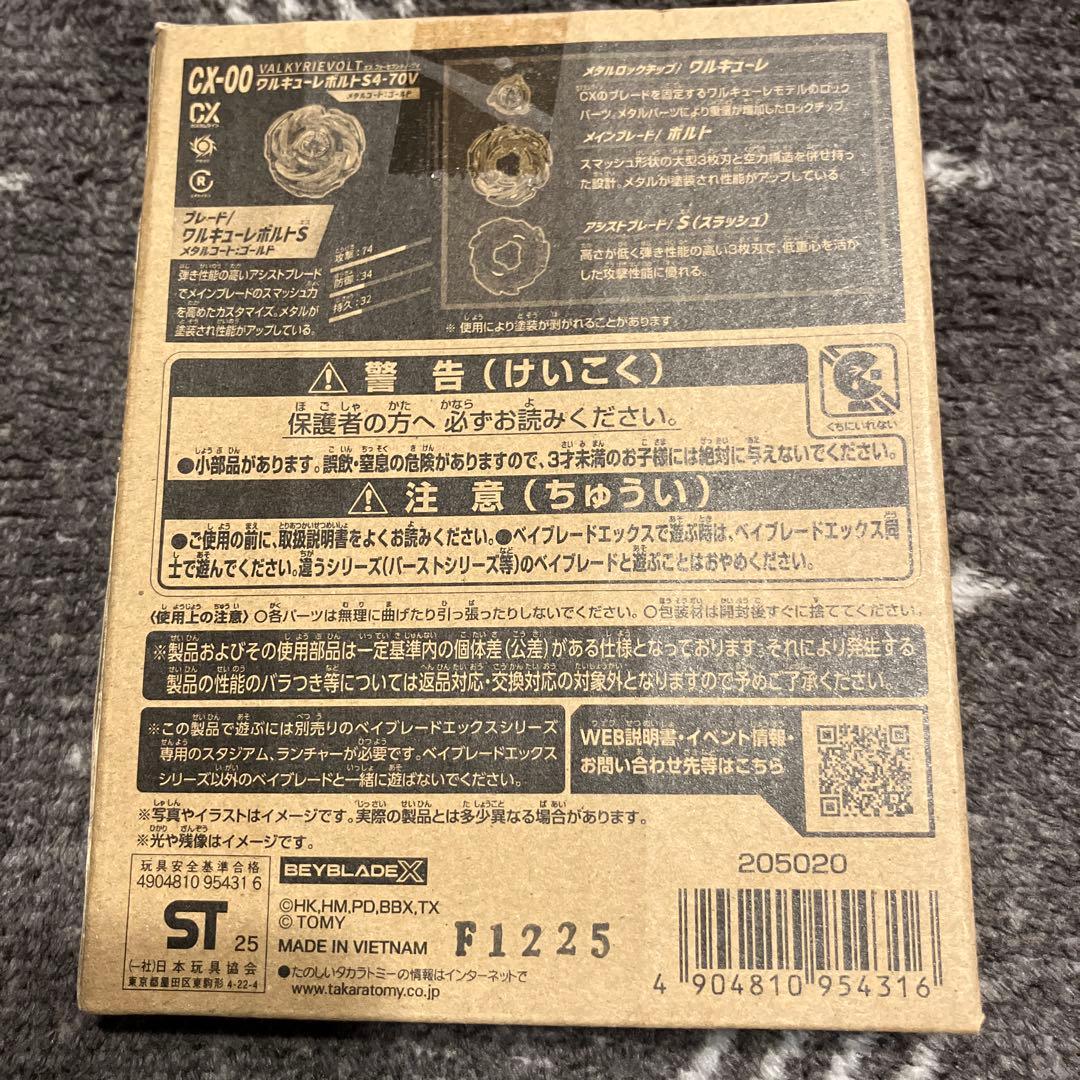 CX-00
VALKYRIEVOLT
ワルキューレボルトS4-70V
メタルコート:ゴールド
CX
ブレード/
ワルキューレボルトS
メタルコート:ゴールド
弾き性能の高いアシストブレード
でメインブレードのスマッシュ力
を高めたカスタマイズ。メタルが
塗装され性能がアップしている。
攻撃:74
防御:34
持久:32
メタルロックチップ/ ワルキューレ
CXのブレードを固定するワルキューレモデルのロック
パーツ。メタルパーツにより重量が増加したロックチップ。
メインブレード/ ボルト
スマッシュ形状の大型3枚刃と空力構造を併せ持っ
た設計。メタルが塗装され性能がアップしている
アシストブレード/ S(スラッシュ)
高さが低く弾き性能の高い3枚刃で、低重心を活か
した攻撃性能に優れる。
※ 使用により塗装が剥がれることがあります。
警 告(けいこく)
保護者の方へ 必ずお読みください。
くちにいれない
●小部品があります。誤飲・窒息の危険がありますので、3才未満のお子様には絶対に与えないでください。
注 意(ちゅうい)
●ご使用の前に、取扱説明書をよくお読みください。●ベイブレードエックスで遊ぶ時は、ベイブレードエックス同
士で遊んでください。違うシリーズ(バーストシリーズ等)のベイブレードと遊ぶことはおやめください。
〈使用上の注意〉○各パーツは無理に曲げたり引っ張ったりしないでください。○包装材は開封後すぐに捨ててください。
※製品およびその使用部品は一定基準内の個体差(公差)がある仕様となっております。それにより発生する
製品の性能のバラつき等については返品対応・交換対応の対象外となりますので予めご了承ください。
※この製品で遊ぶには別売りのベイブレードエックスシリーズ
専用のスタジアム、ランチャーが必要です。ベイブレードエックス
シリーズ以外のベイブレードと一緒に遊ばないでください。
WEB説明書・イベント情報・
お問い合わせ先等はこちら
※写真やイラストはイメージです。実際の製品とは多少異なる場合があります。
※光や残像はイメージです。
玩具安全基準合格
4904810 95431 6
ST 25
(一社)日本玩具協会
東京都墨田区東駒形 4-22-4
BEYBLADE X
©HK,HM,PD,BBX,TX
© TOMY
MADE IN VIETNAM
F1225
●たのしいタカラトミーの情報はインターネットで
www.takaratomy.co.jp
205020
4 904810 954316